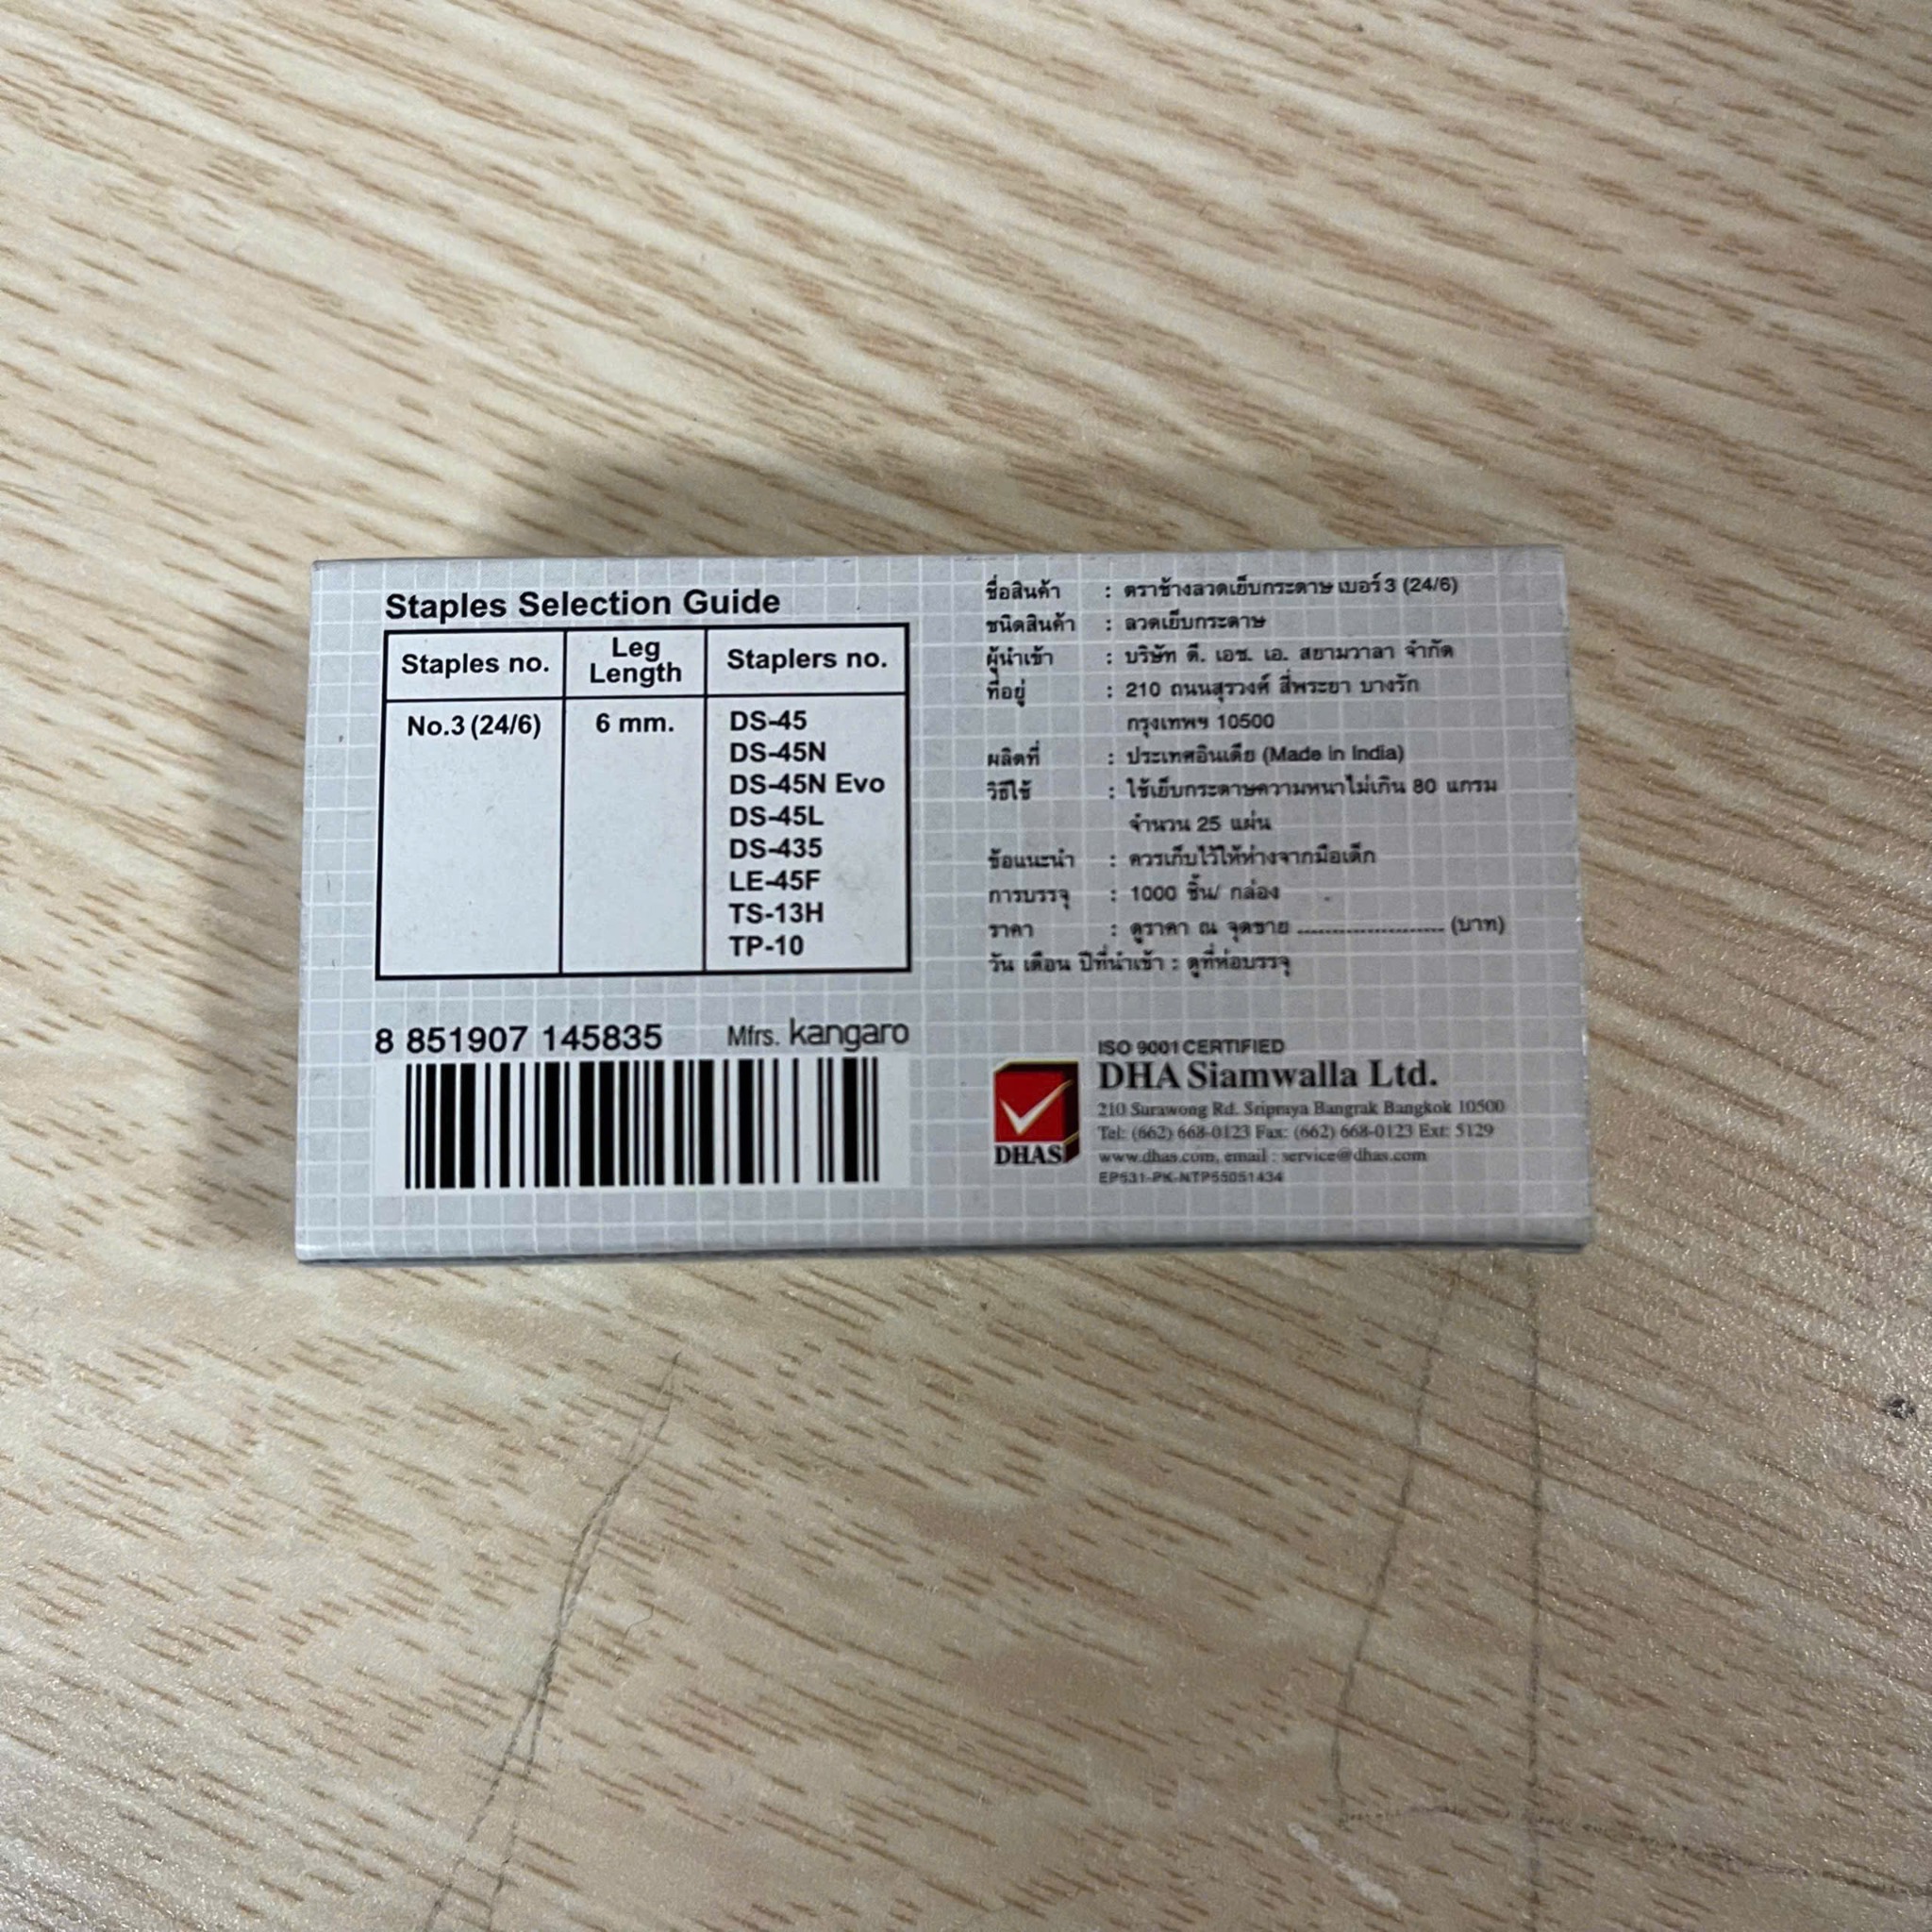 Staples Selection Guide
Staples no. Leg Length Staplers no.
No.3 (24/6) 6 mm. DS-45
DS-45N
DS-45N Evo
DS-45L
DS-435
LE-45F
TS-13H
TP-10
8 851907 145835 Mfrs. kangaro
ชื่อสินค้า : ตราช้างลวดเย็บกระดาษ เบอร์ 3 (24/6)
ชนิดสินค้า : ลวดเย็บกระดาษ
ผู้นำเข้า : บริษัท ดี. เอช. เอ. สยามวาลา จำกัด
ที่อยู่ : 210 ถนนสุรวงศ์ สี่พระยา บางรัก
กรุงเทพฯ 10500
ผลิตที่ : ประเทศอินเดีย (Made in India)
วิธีใช้ : ใช้เย็บกระดาษความหนาไม่เกิน 80 แกรม
จำนวน 25 แผ่น
ข้อแนะนำ : ควรเก็บไว้ให้ห่างจากมือเด็ก
การบรรจุ : 1000 ชิ้น/ กล่อง
ราคา : ดูราคา ณ จุดขาย ........................ (บาท)
วัน เดือน ปีที่นำเข้า : ดูที่ห่อบรรจุ
ISO 9001 CERTIFIED
DHA Siamwalla Ltd.
210 Surawong Rd. Sripraya Bangrak Bangkok 10500
Tel: (662) 668-0123 Fax: (662) 668-0123 Ext: 5129
www.dhas.com, email : service@dhas.com
EP531-PK-NTP55051434
DHAS